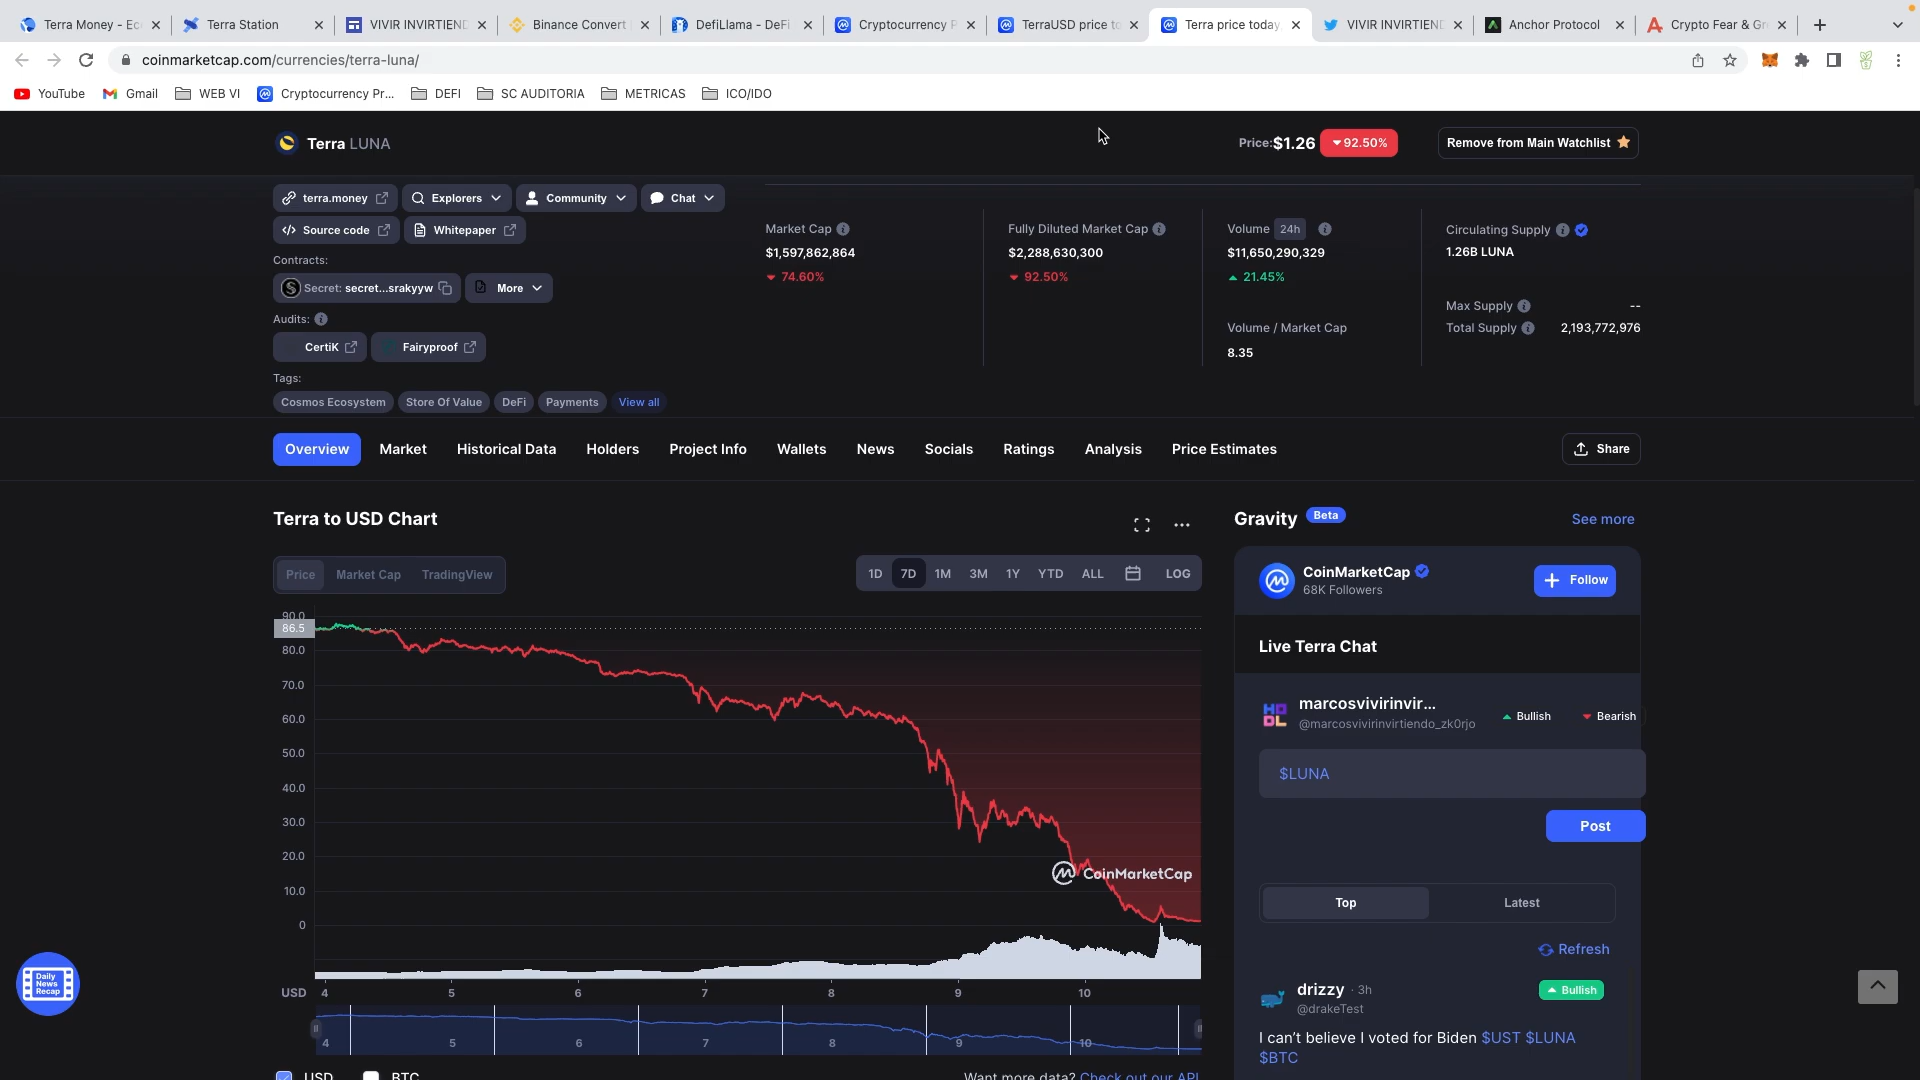 Terra Money - Ec
Terra Station
VIVIR INVIRTIEND
Binance Convert
DefiLlama - DeFi
Cryptocurrency P
TerraUSD price to
Terra price today,
VIVIR INVIRTIEND
Anchor Protocol
Crypto Fear & Gr
coinmarketcap.com/currencies/terra-luna/
YouTube
Gmail
WEB VI
Cryptocurrency Pr...
DEFI
SC AUDITORIA
METRICAS
ICO/IDO
Terra LUNA
Price:$1.26
92.50%
Remove from Main Watchlist
terra.money
Explorers
Community
Chat
Source code
Whitepaper
Contracts:
Secret: secret...srakyyw
More
Audits:
CertiK
Fairyproof
Tags:
Cosmos Ecosystem
Store Of Value
DeFi
Payments
View all
Market Cap
$1,597,862,864
74.60%
Fully Diluted Market Cap
$2,288,630,300
92.50%
Volume 24h
$11,650,290,329
21.45%
Volume / Market Cap
8.35
Circulating Supply
1.26B LUNA
Max Supply --
Total Supply 2,193,772,976
Overview
Market
Historical Data
Holders
Project Info
Wallets
News
Socials
Ratings
Analysis
Price Estimates
Share
Terra to USD Chart
Price
Market Cap
TradingView
1D
7D
1M
3M
1Y
YTD
ALL
LOG
90.0
86.5
80.0
70.0
60.0
50.0
40.0
30.0
20.0
10.0
0
CoinMarketCap
USD 4 5 6 7 8 9 10
4 5 6 7 8 9 10
USD
BTC
Want more data? Check out our API
Daily
News
Recap
Gravity Beta
See more
CoinMarketCap
68K Followers
Follow
Live Terra Chat
marcosvivirinvir...
@marcosvivirinvirtiendo_zk0rjo
Bullish
Bearish
$LUNA
Post
Top
Latest
Refresh
drizzy · 3h
@drakeTest
Bullish
I can't believe I voted for Biden $UST $LUNA
$BTC